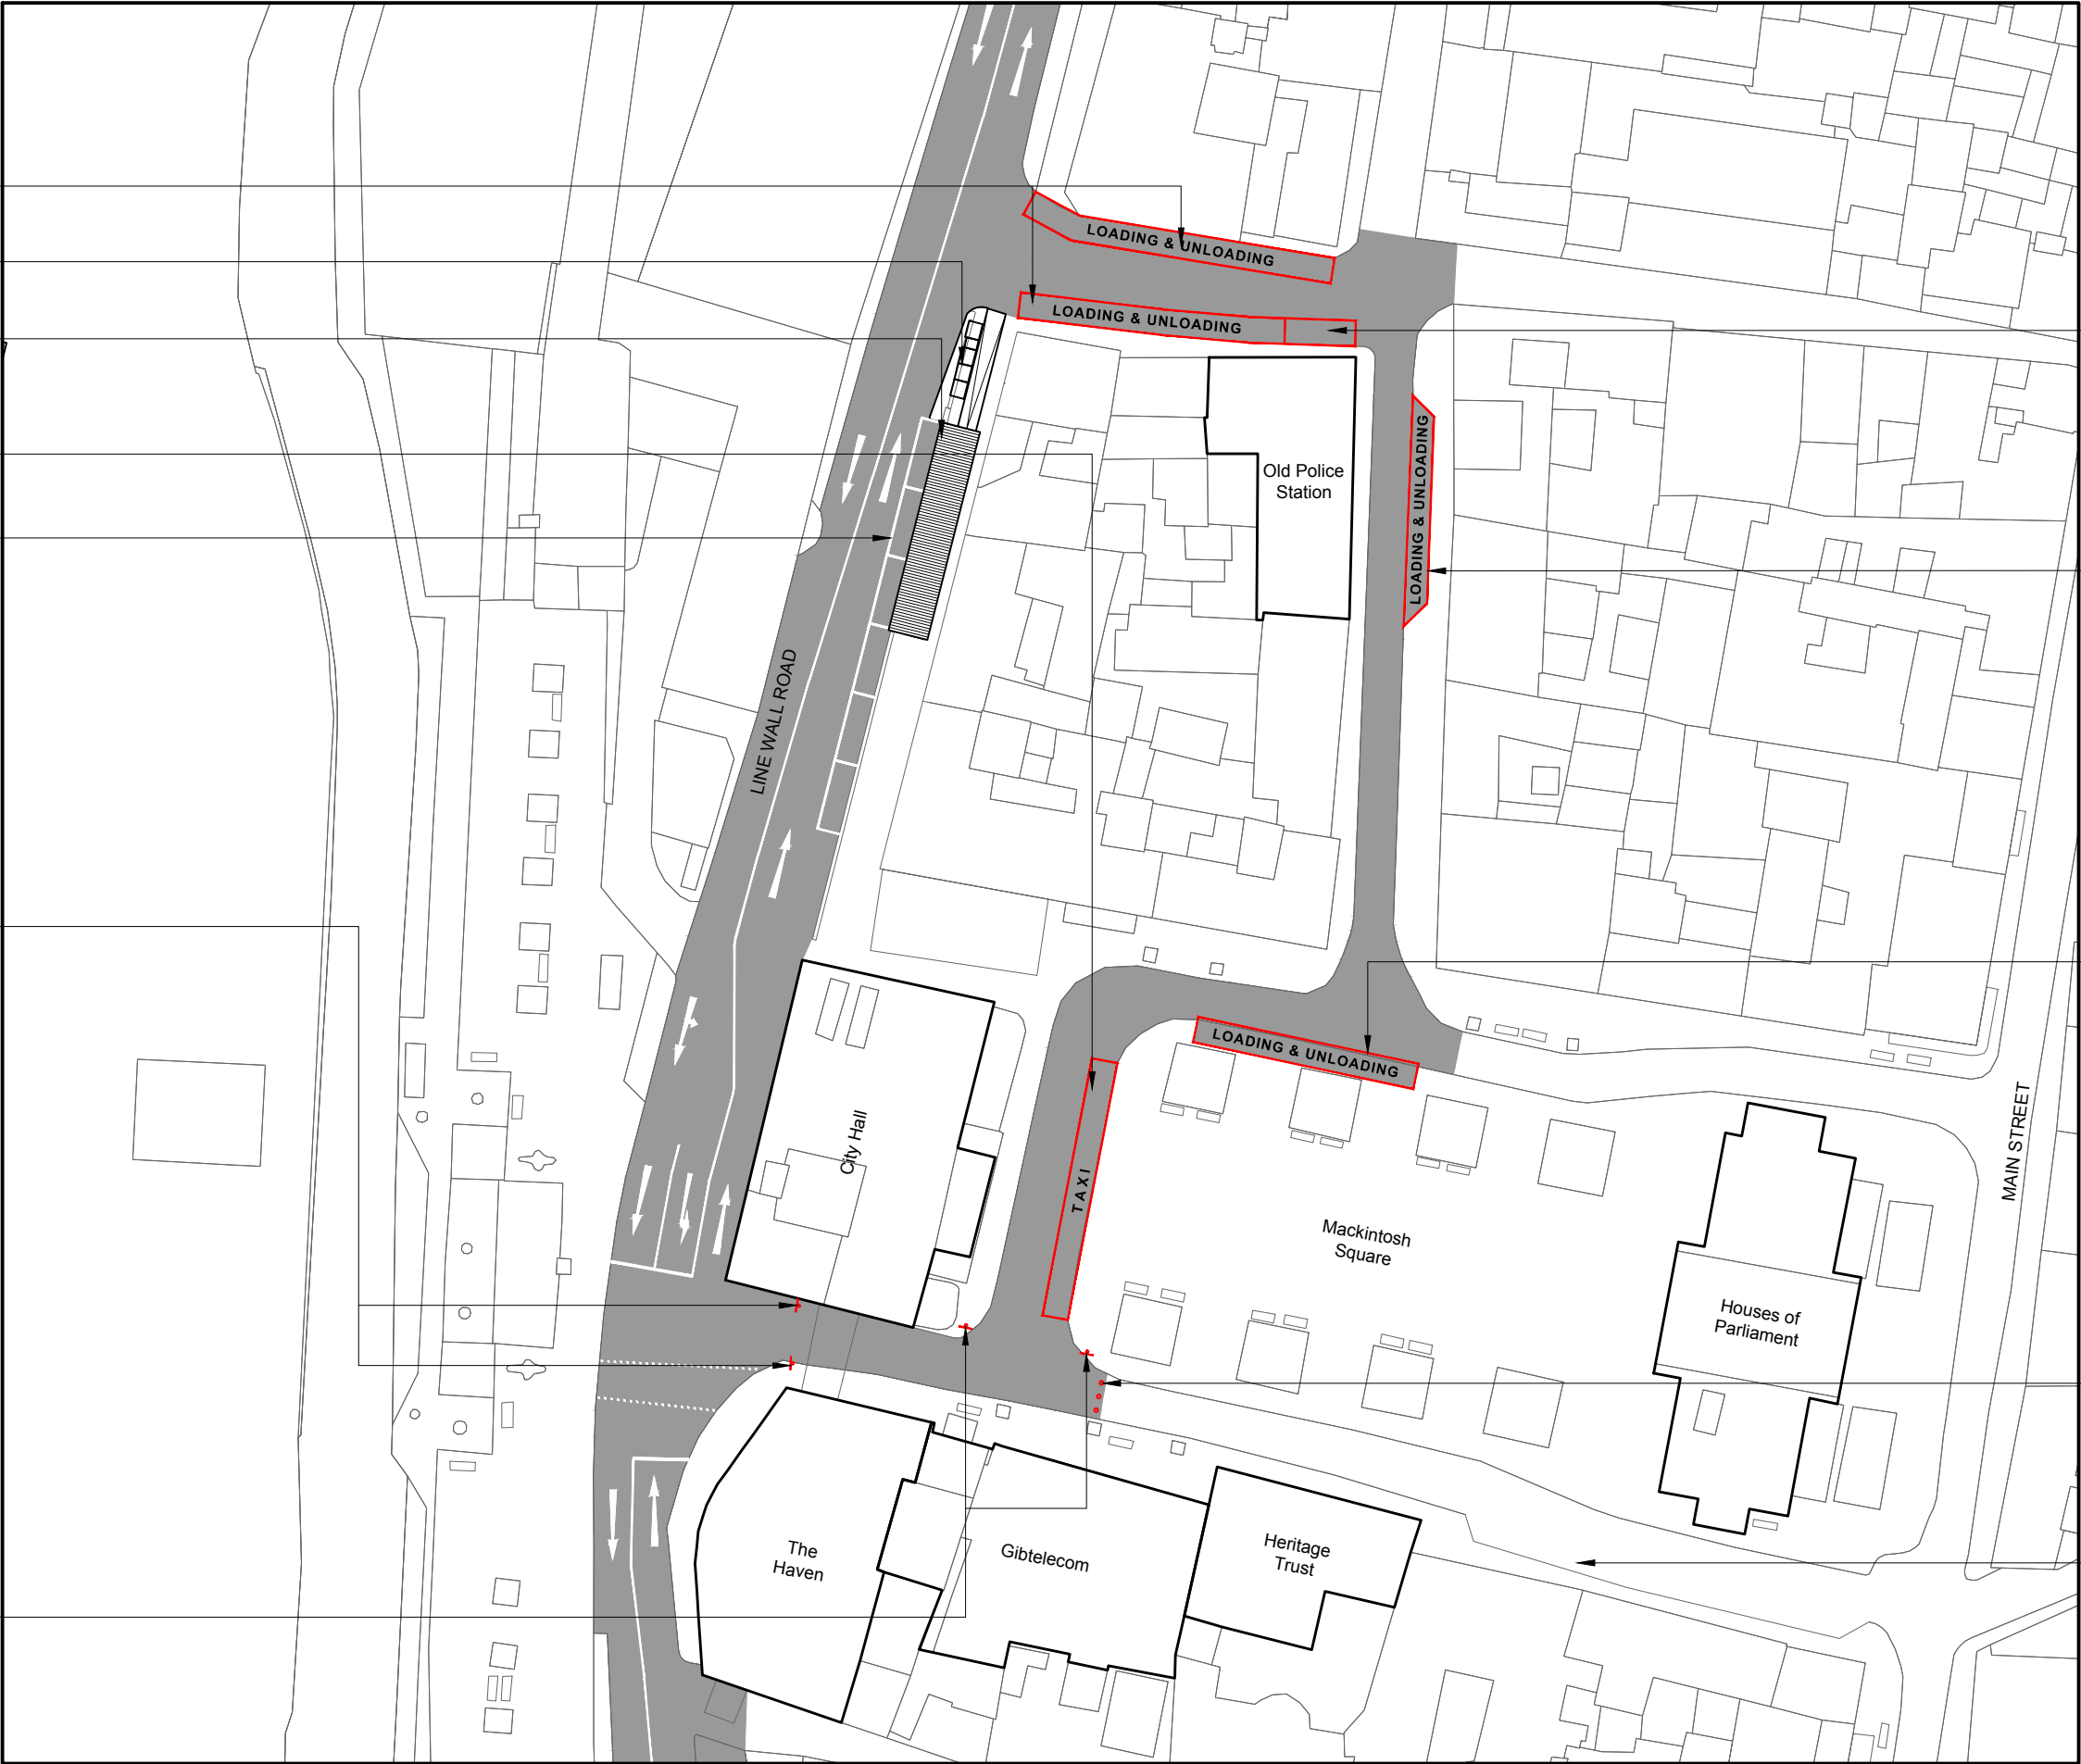 LOADING & UNLOADING
LOADING & UNLOADING
Old Police
Station
LOADING & UNLOADING
LINE WALL ROAD
LOADING & UNLOADING
City Hall
TAXI
MAIN STREET
Mackintosh
Square
Houses of
Parliament
The
Haven
Gibtelecom
Heritage
Trust